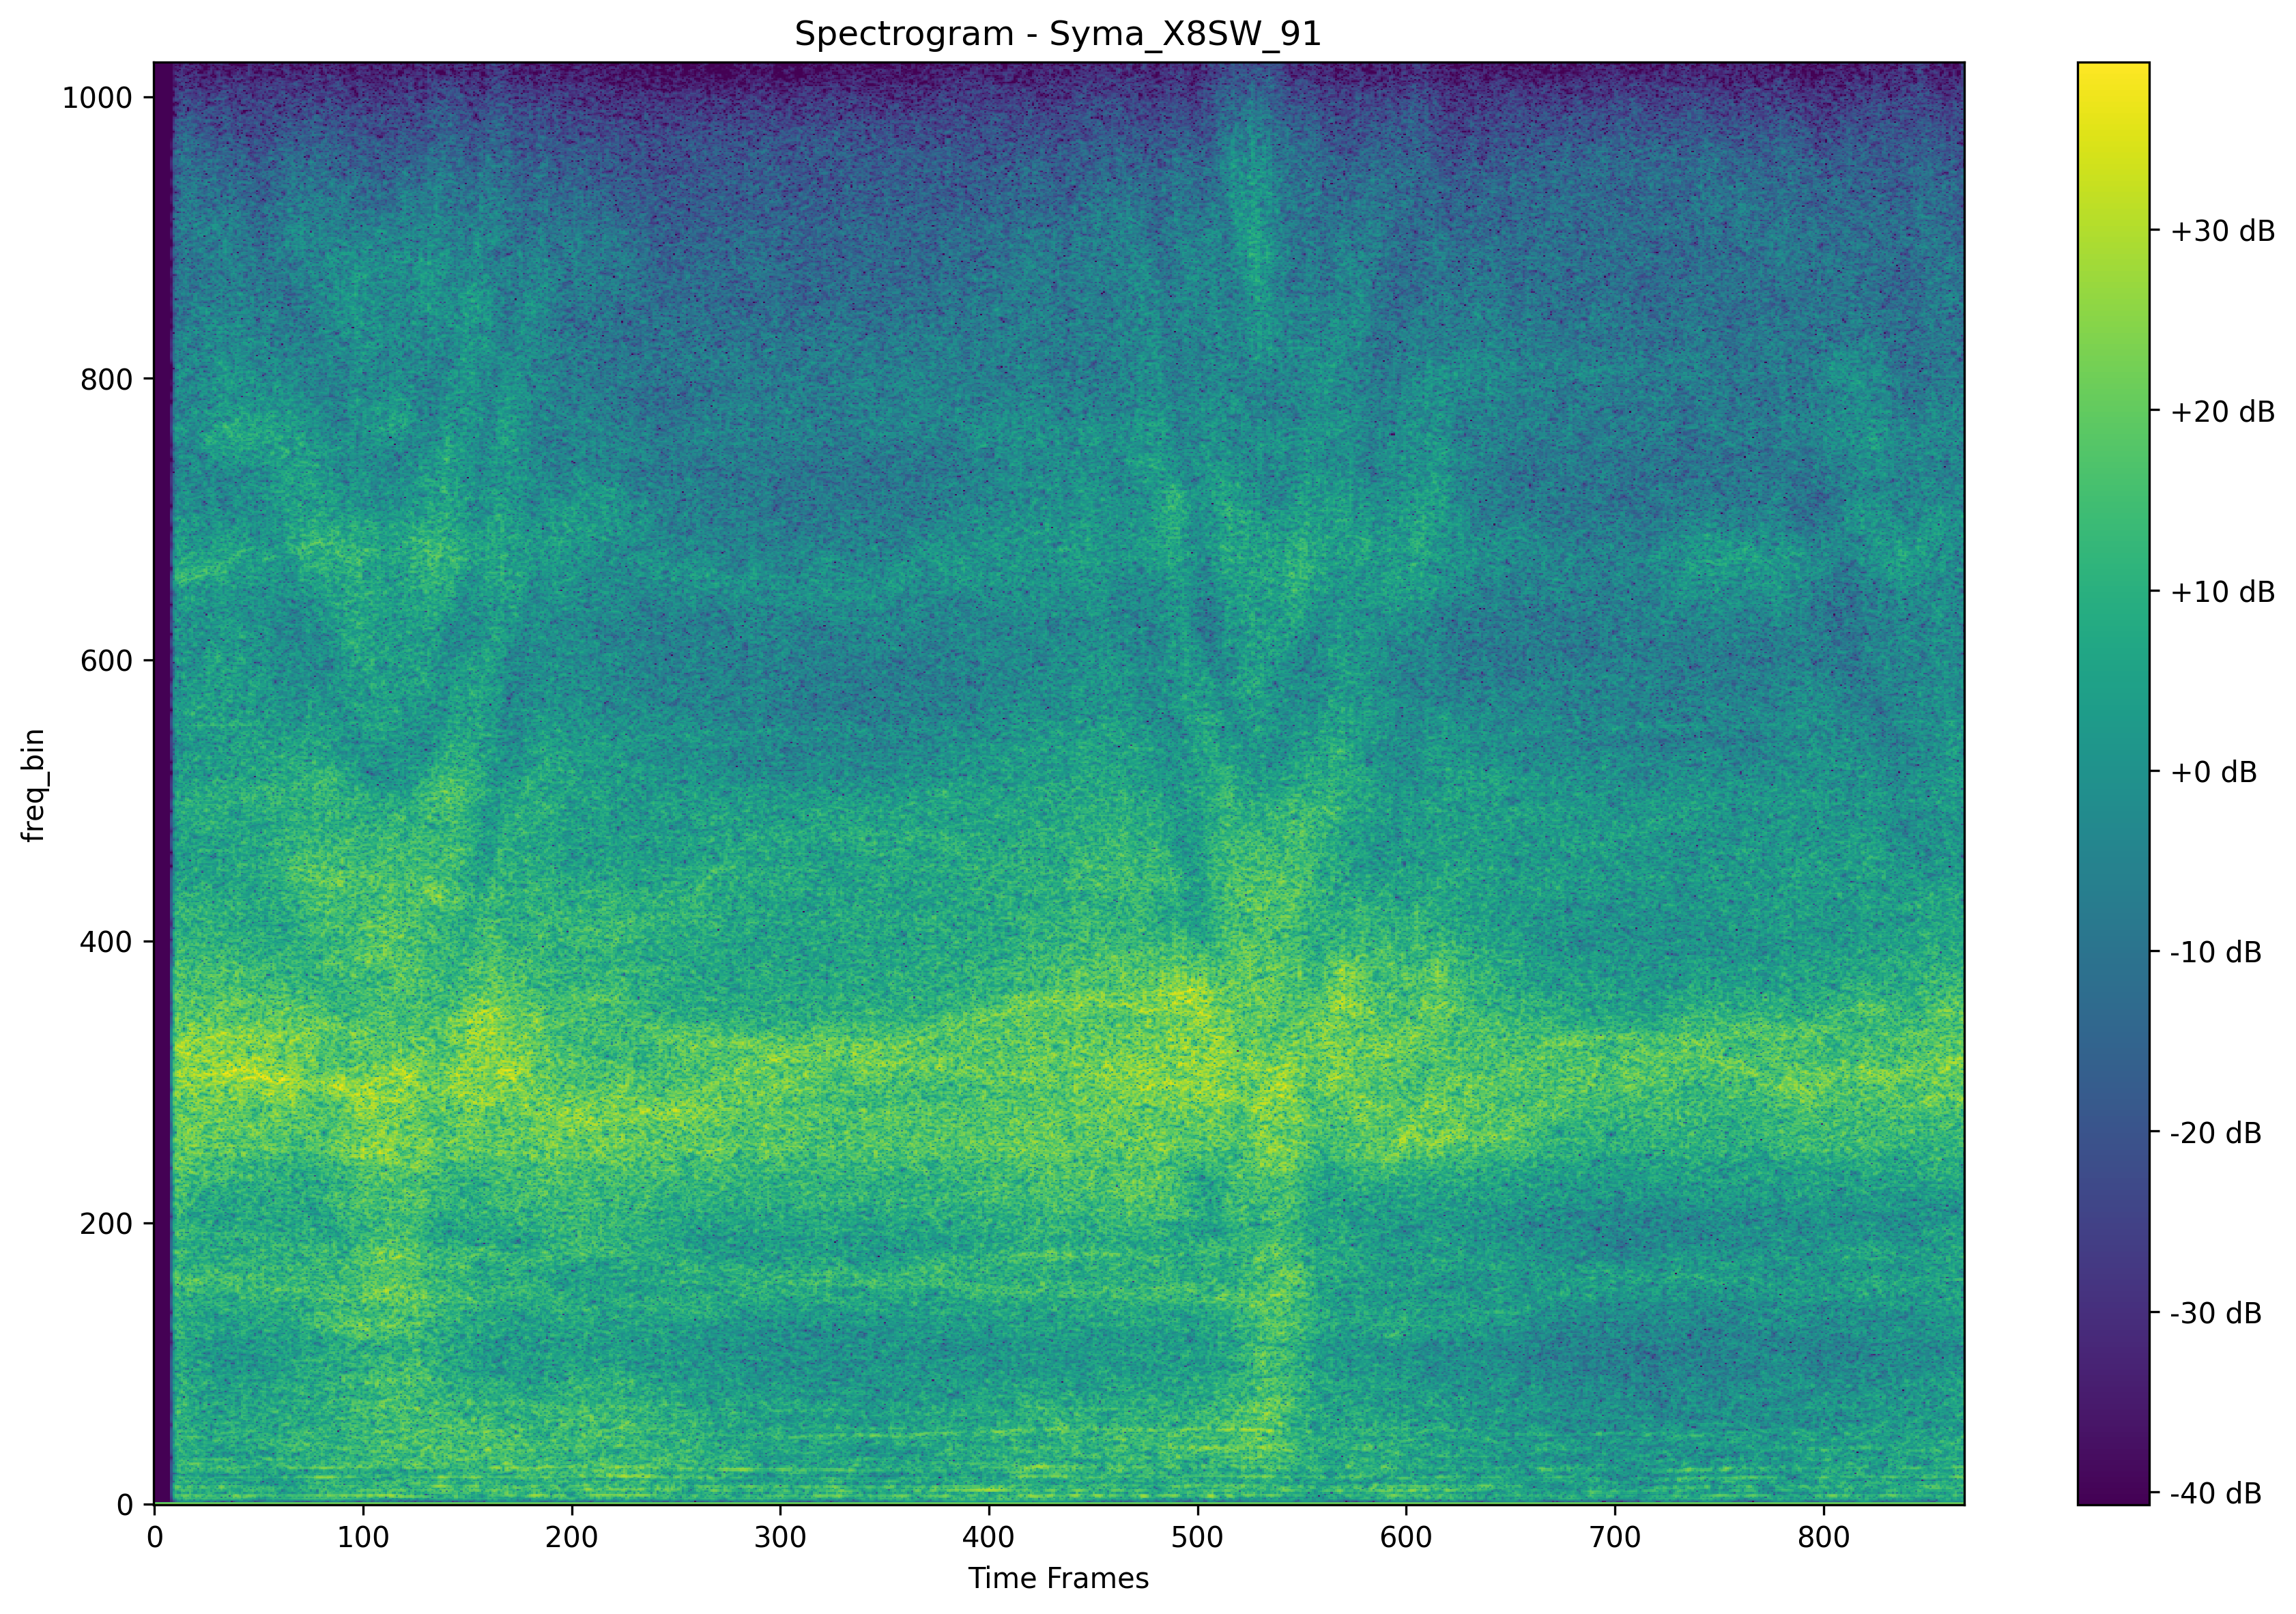 Spectrogram - Syma_X8SW_91
1000
800
600
400
200
0
freq_bin
0 100 200 300 400 500 600 700 800
Time Frames
+30 dB
+20 dB
+10 dB
+0 dB
-10 dB
-20 dB
-30 dB
-40 dB